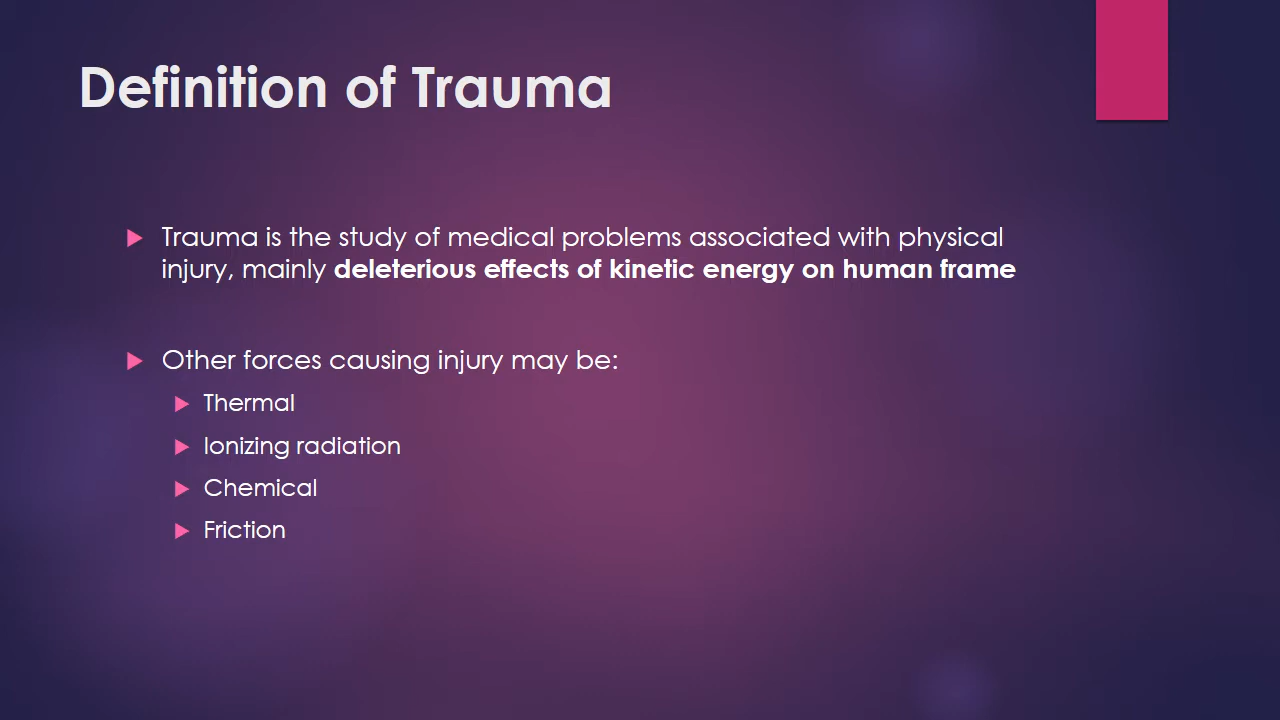 Definition of Trauma
Trauma is the study of medical problems associated with physical
injury, mainly deleterious effects of kinetic energy on human frame
Other forces causing injury may be:
Thermal
Ionizing radiation
Chemical
Friction